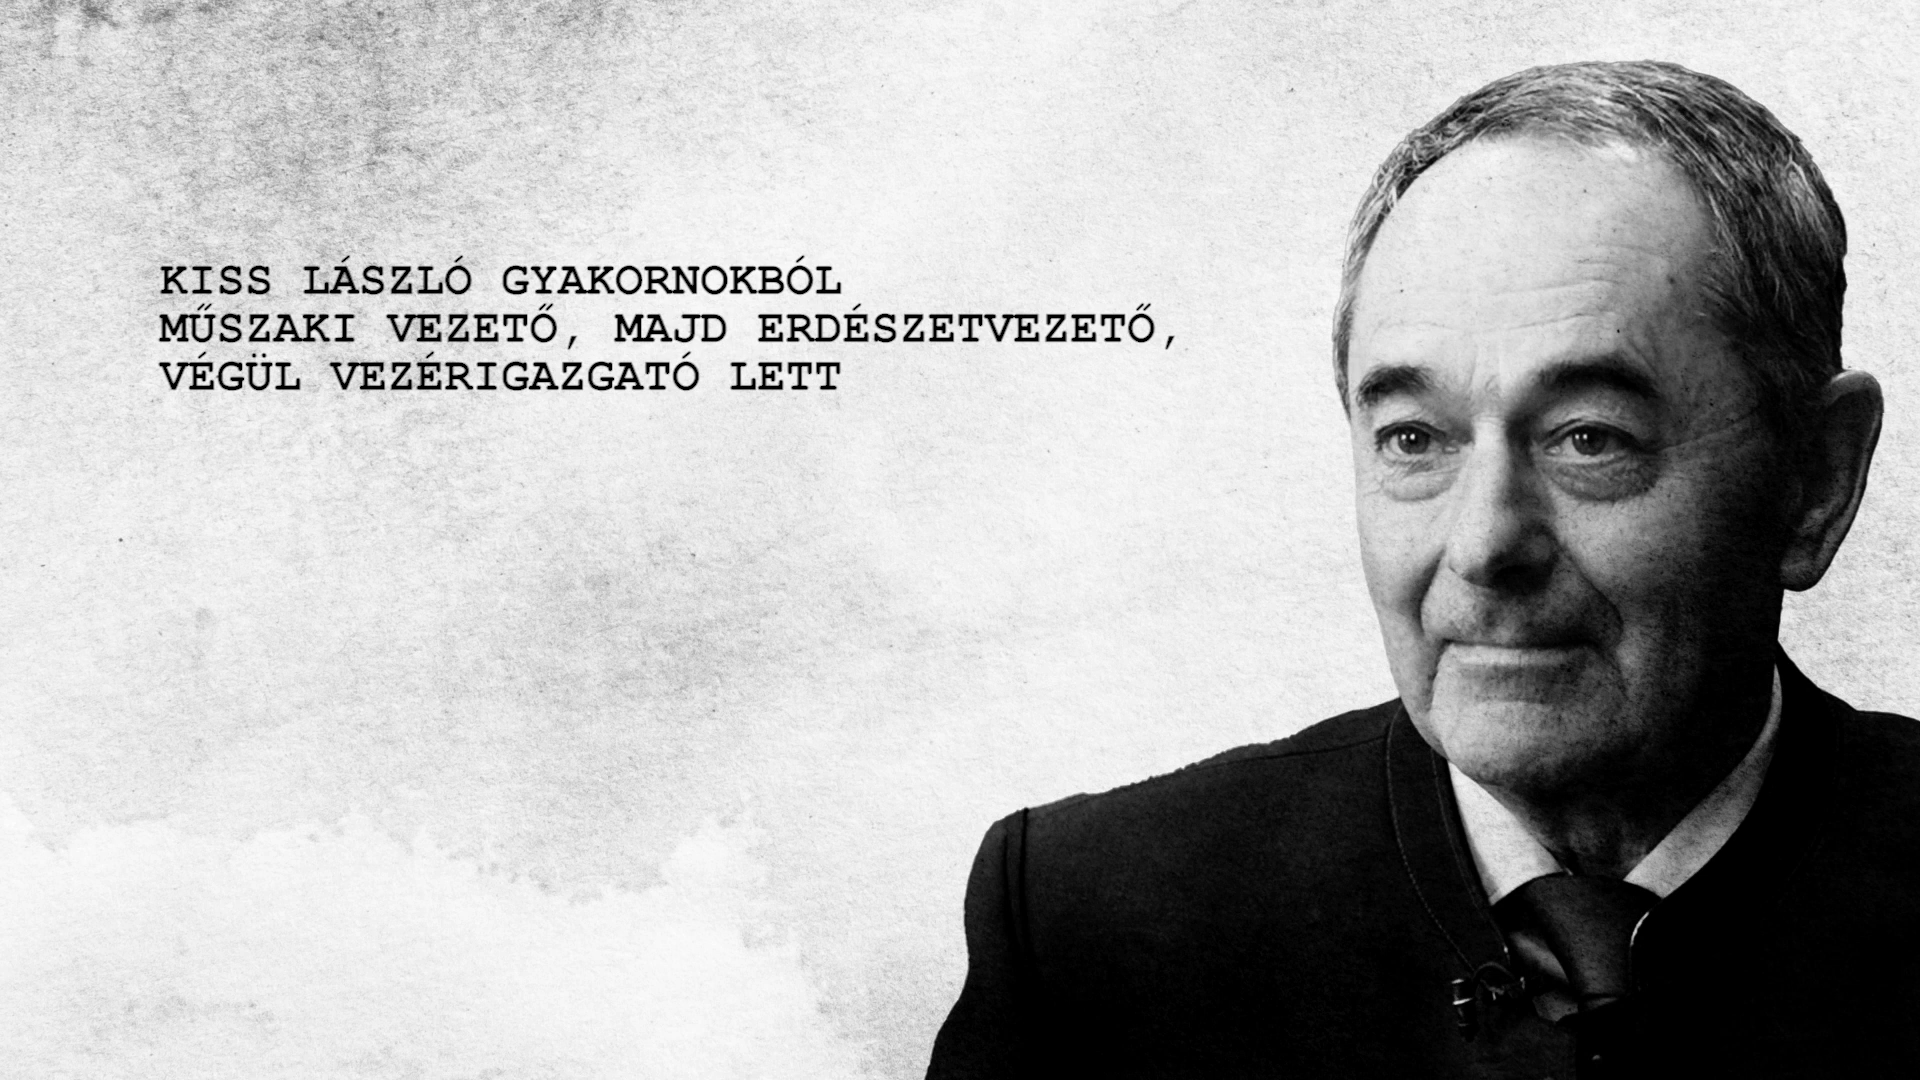 KISS LÁSZLÓ GYAKORNOKBÓL
MŰSZAKI VEZETŐ, MAJD ERDÉSZETVEZETŐ,
VÉGÜL VEZÉRIGAZGATÓ LETT